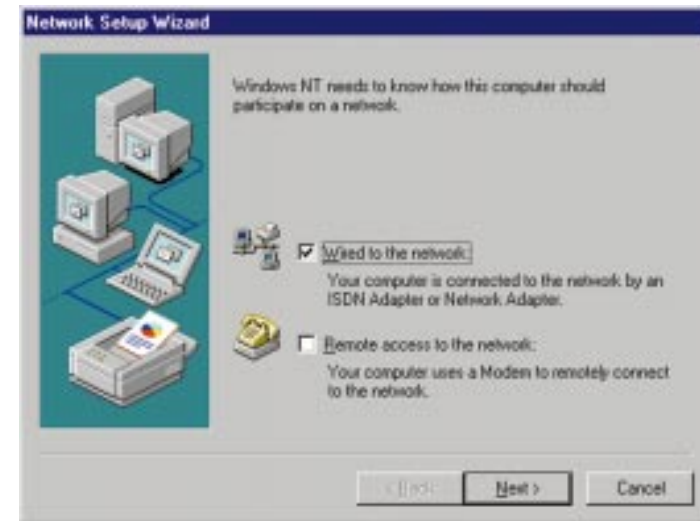 Network Setup Wizard
Windows NT needs to know how this computer should
participate on a network.
Wired to the network:
Your computer is connected to the network by an
ISDN Adapter or Network Adapter.
Remote access to the network:
Your computer uses a Modem to remotely connect
to the network.
< Back
Next >
Cancel